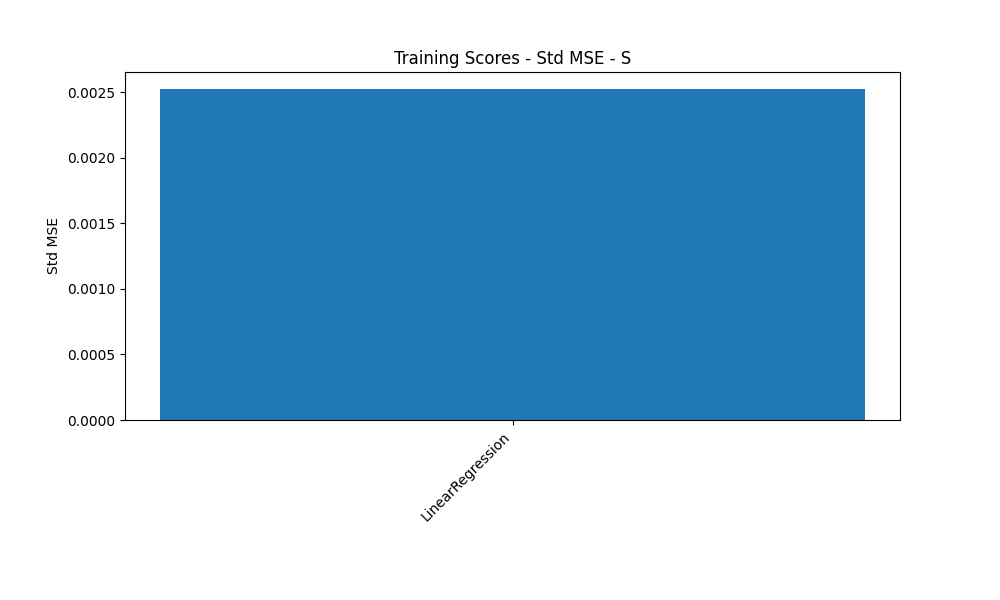 Training Scores - Std MSE - S
0.0025
0.0020
0.0015
0.0010
0.0005
0.0000
Std MSE
LinearRegression